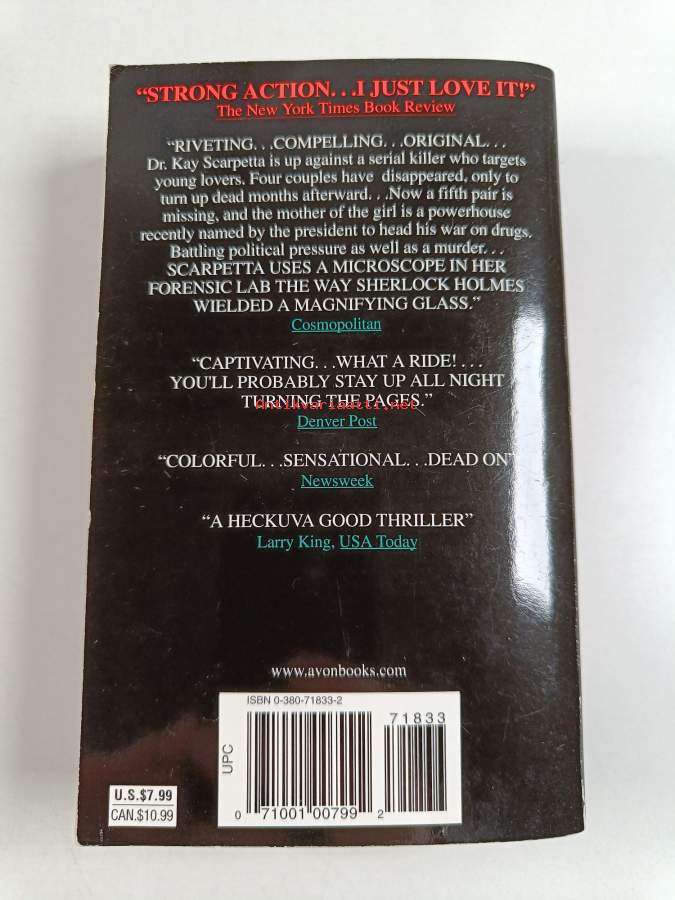 “STRONG ACTION. . .I JUST LOVE IT!”
The New York Times Book Review
“RIVETING. . .COMPELLING. . .ORIGINAL. . .
Dr. Kay Scarpetta is up against a serial killer who targets
young lovers. Four couples have disappeared, only to
turn up dead months afterward. . .Now a fifth pair is
missing, and the mother of the girl is a powerhouse
recently named by the president to head his war on drugs.
Battling political pressure as well as a murder. . .
SCARPETTA USES A MICROSCOPE IN HER
FORENSIC LAB THE WAY SHERLOCK HOLMES
WIELDED A MAGNIFYING GLASS.”
Cosmopolitan
“CAPTIVATING. . .WHAT A RIDE!. . .
YOU'LL PROBABLY STAY UP ALL NIGHT
TURNING THE PAGES.”
Antikvariaatti.net
Denver Post
“COLORFUL. . .SENSATIONAL. . .DEAD ON”
Newsweek
“A HECKUVA GOOD THRILLER”
Larry King, USA Today
www.avonbooks.com
ISBN 0-380-71833-2
71833
UPC
0 71001 00799 2
U.S.$7.99
CAN.$10.99